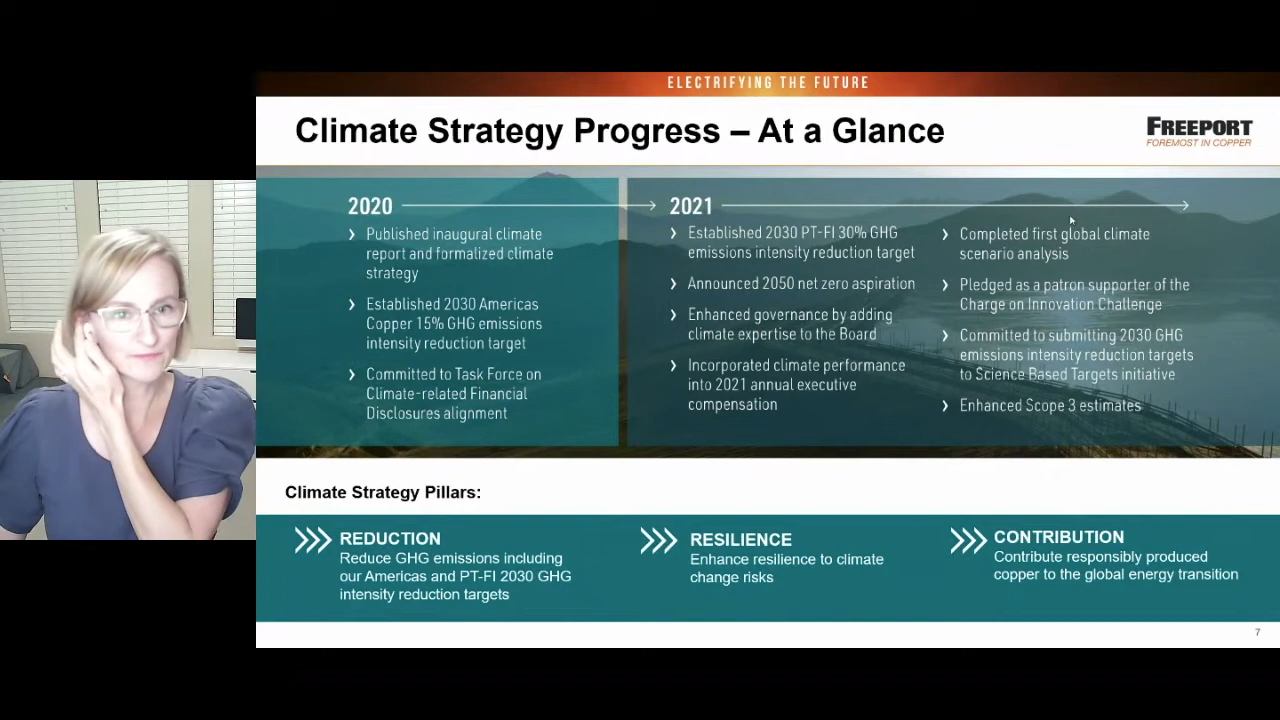 ELECTRIFYING THE FUTURE
Climate Strategy Progress – At a Glance
FREEPORT
FOREMOST IN COPPER
2020
› Published inaugural climate
report and formalized climate
strategy
› Established 2030 Americas
Copper 15% GHG emissions
intensity reduction target
› Committed to Task Force on
Climate-related Financial
Disclosures alignment
2021
› Established 2030 PT-FI 30% GHG
emissions intensity reduction target
› Announced 2050 net zero aspiration
› Enhanced governance by adding
climate expertise to the Board
› Incorporated climate performance
into 2021 annual executive
compensation
› Completed first global climate
scenario analysis
› Pledged as a patron supporter of the
Charge on Innovation Challenge
› Committed to submitting 2030 GHG
emissions intensity reduction targets
to Science Based Targets initiative
› Enhanced Scope 3 estimates
Climate Strategy Pillars:
REDUCTION
Reduce GHG emissions including
our Americas and PT-FI 2030 GHG
intensity reduction targets
RESILIENCE
Enhance resilience to climate
change risks
CONTRIBUTION
Contribute responsibly produced
copper to the global energy transition
7